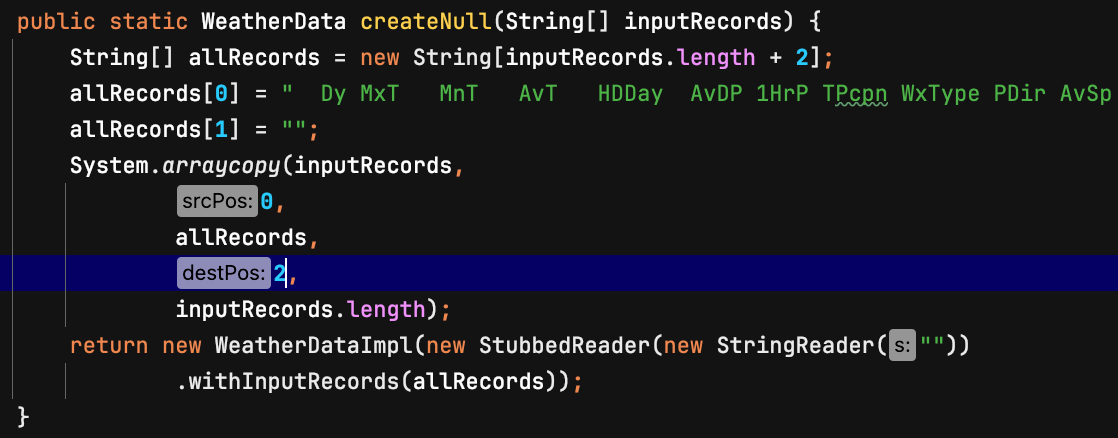 public static WeatherData createNull(String[] inputRecords) {
    String[] allRecords = new String[inputRecords.length + 2];
    allRecords[0] = "  Dy MxT   MnT   AvT   HDDay  AvDP 1HrP TPcpn WxType PDir AvSp
    allRecords[1] = "";
    System.arraycopy(inputRecords,
            srcPos: 0,
            allRecords,
            destPos: 2,
            inputRecords.length);
    return new WeatherDataImpl(new StubbedReader(new StringReader( s: ""))
            .withInputRecords(allRecords));
}